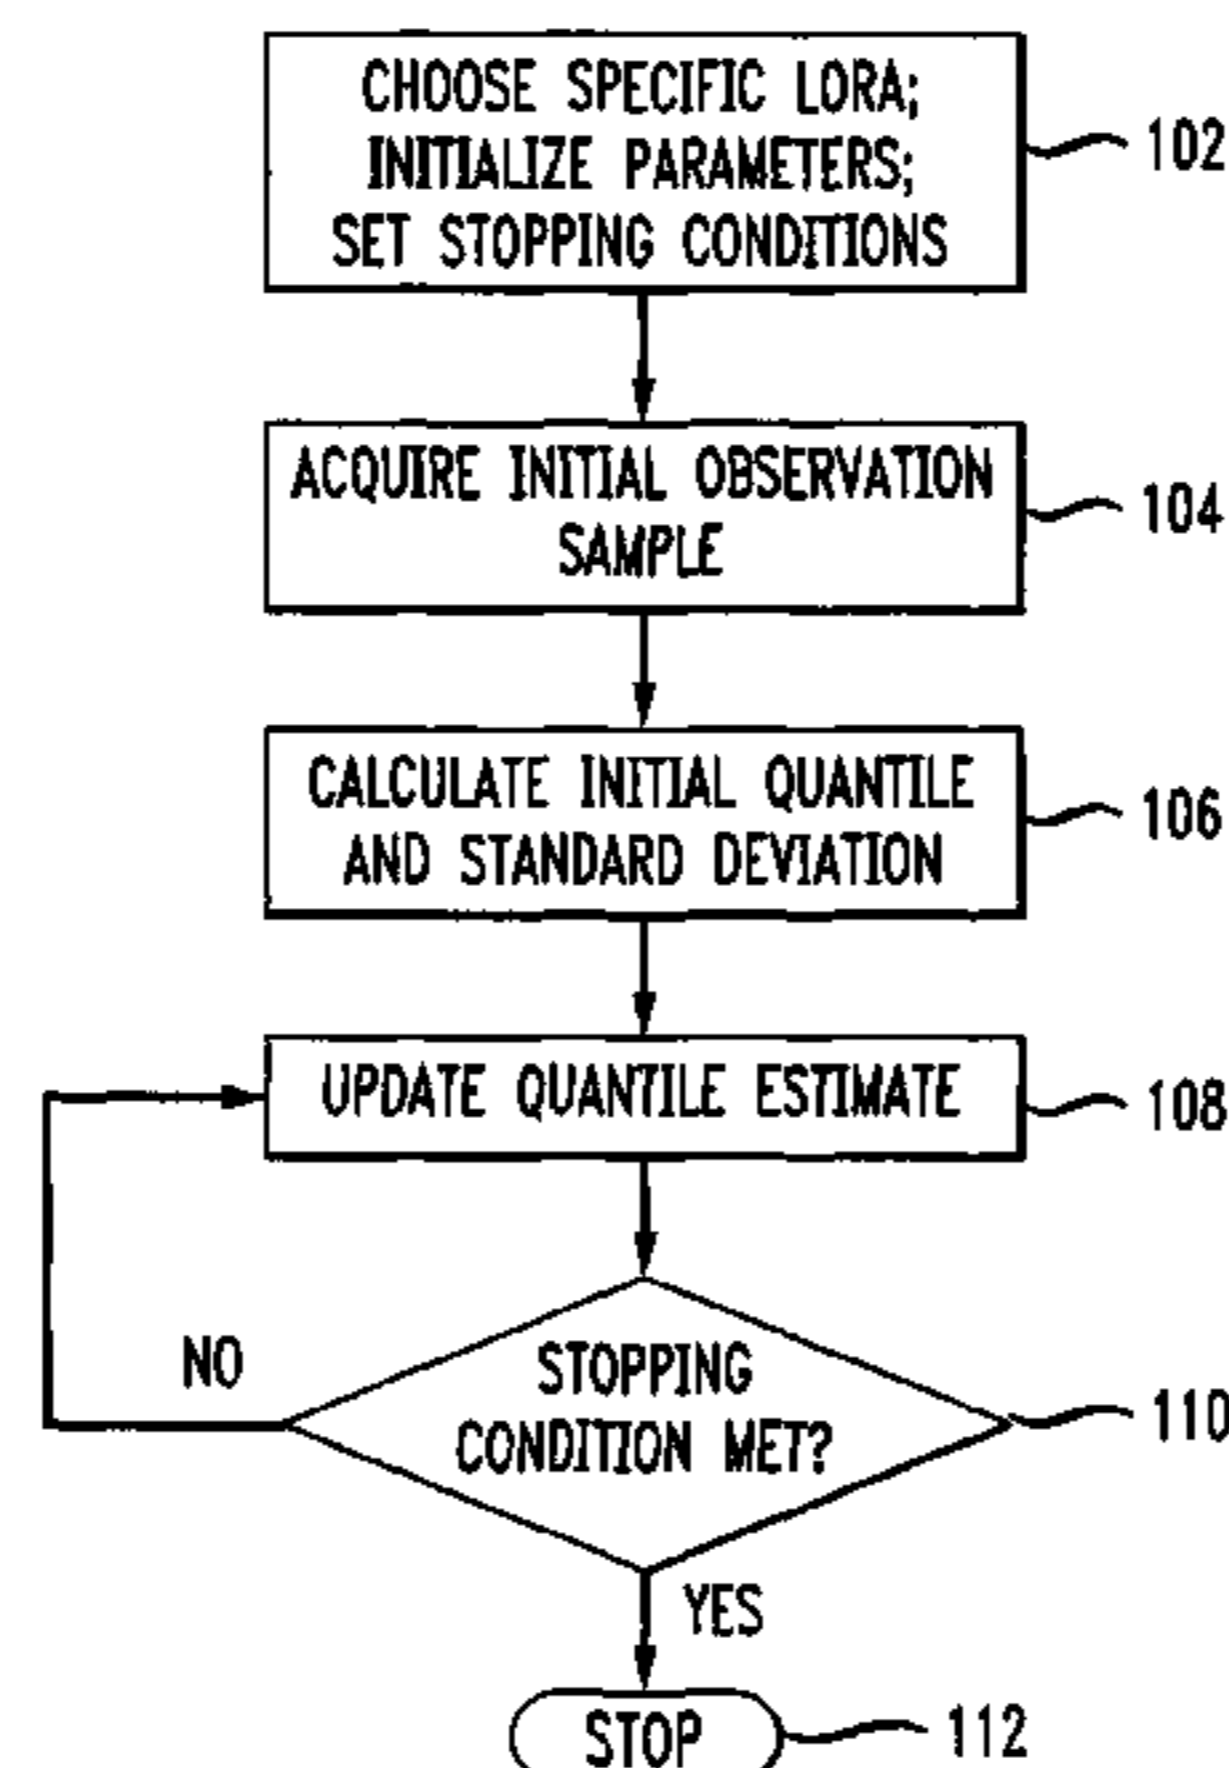 CHOOSE SPECIFIC LORA;
INITIALIZE PARAMETERS;
SET STOPPING CONDITIONS
102
ACQUIRE INITIAL OBSERVATION
SAMPLE
104
CALCULATE INITIAL QUANTILE
AND STANDARD DEVIATION
106
UPDATE QUANTILE ESTIMATE
108
NO
STOPPING
CONDITION MET?
110
YES
STOP
112